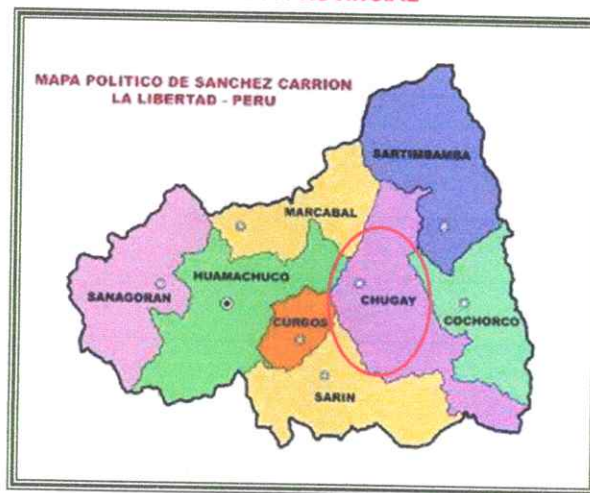 MAPA POLITICO DE SANCHEZ CARRION
LA LIBERTAD - PERU
SARTIMBAMBA
MARCABAL
HUAMACHUCO
SANAGORAN
CHUGAY
CURGOS
COCHORCO
SARIN